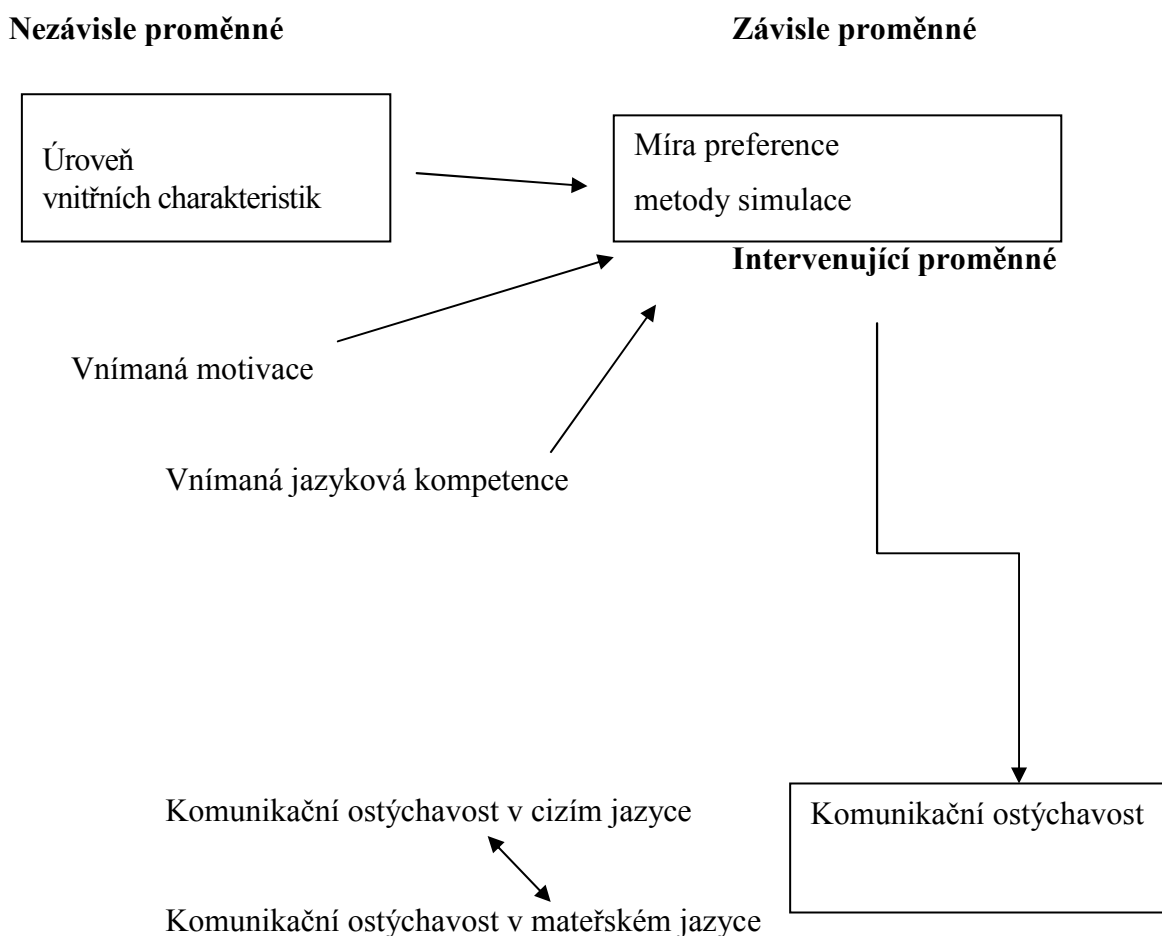 Nezávisle proměnné
Závisle proměnné
Úroveň
vnitřních charakteristik
Míra preference
metody simulace
Intervenující proměnné
Vnímaná motivace
Vnímaná jazyková kompetence
Komunikační ostýchavost v cizím jazyce
Komunikační ostýchavost
Komunikační ostýchavost v mateřském jazyce